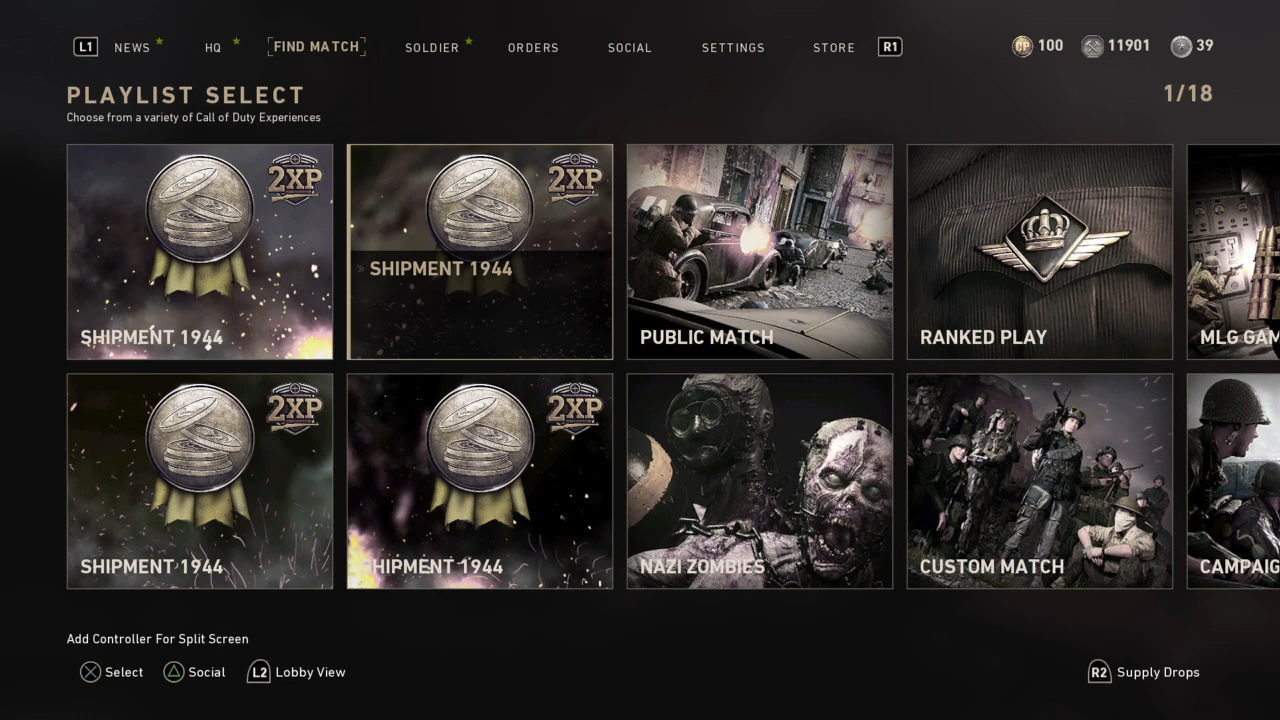 L1 NEWS HQ FIND MATCH SOLDIER ORDERS SOCIAL SETTINGS STORE R1 CP 100 11901 39
PLAYLIST SELECT 1/18
Choose from a variety of Call of Duty Experiences
2XP 2XP
SHIPMENT 1944
SHIPMENT 1944 PUBLIC MATCH RANKED PLAY MLG GAM
2XP 2XP
SHIPMENT 1944 SHIPMENT 1944 NAZI ZOMBIES CUSTOM MATCH CAMPAIG
Add Controller For Split Screen
Select Social L2 Lobby View R2 Supply Drops